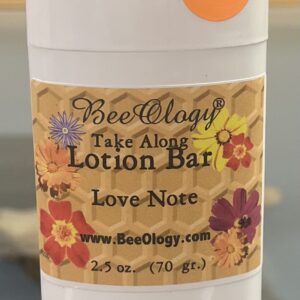 BeeOlogy®
Take Along
Lotion Bar
Love Note
www.BeeOlogy.com
2.5 oz. (70 gr.)